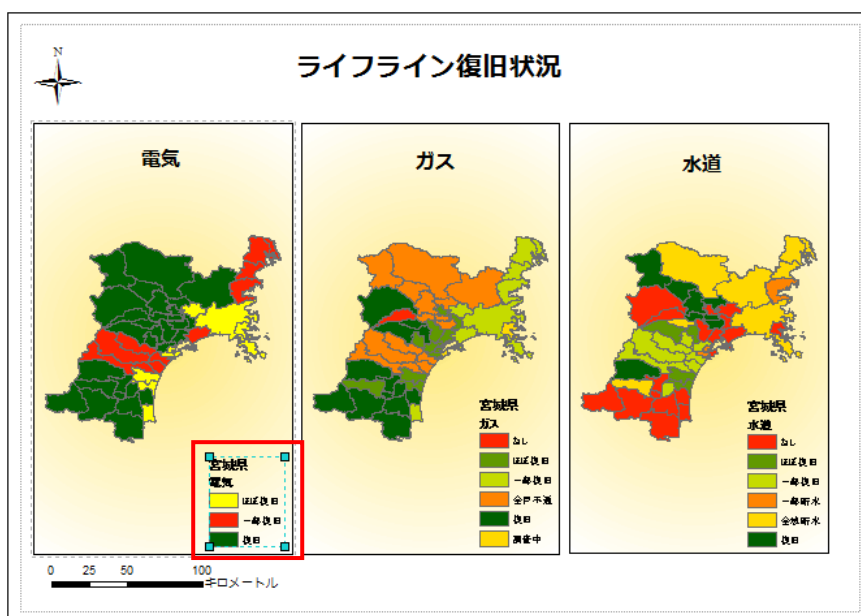 N
ライフライン復旧状況
電気
ガス
水道
宮城県
電気
ほぼ復旧
一部復旧
復旧
宮城県
ガス
なし
ほぼ復旧
一部復旧
全戸不通
復旧
調査中
宮城県
水道
なし
ほぼ復旧
一部復旧
一部断水
全域断水
復旧
0 25 50 100
キロメートル